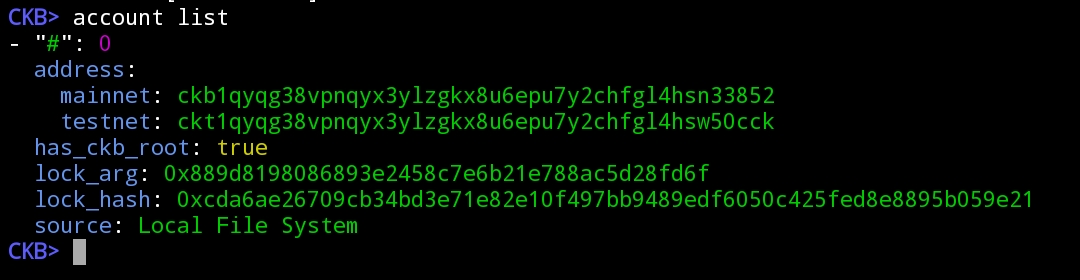 CKB> account list
- "#": 0
address:
mainnet: ckb1qyqg38vpnqyx3ylzgkx8u6epu7y2chfgl4hsn33852
testnet: ckt1qyqg38vpnqyx3ylzgkx8u6epu7y2chfgl4hsw50cck
has_ckb_root: true
lock_arg: 0x889d8198086893e2458c7e6b21e788ac5d28fd6f
lock_hash: 0xcda6ae26709cb34bd3e71e82e10f497bb9489edf6050c425fed8e8895b059e21
source: Local File System
CKB>